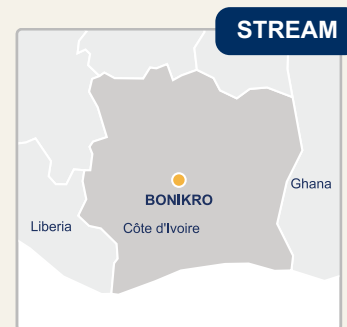 STREAM
BONIKRO
Ghana
Liberia
Côte d'Ivoire